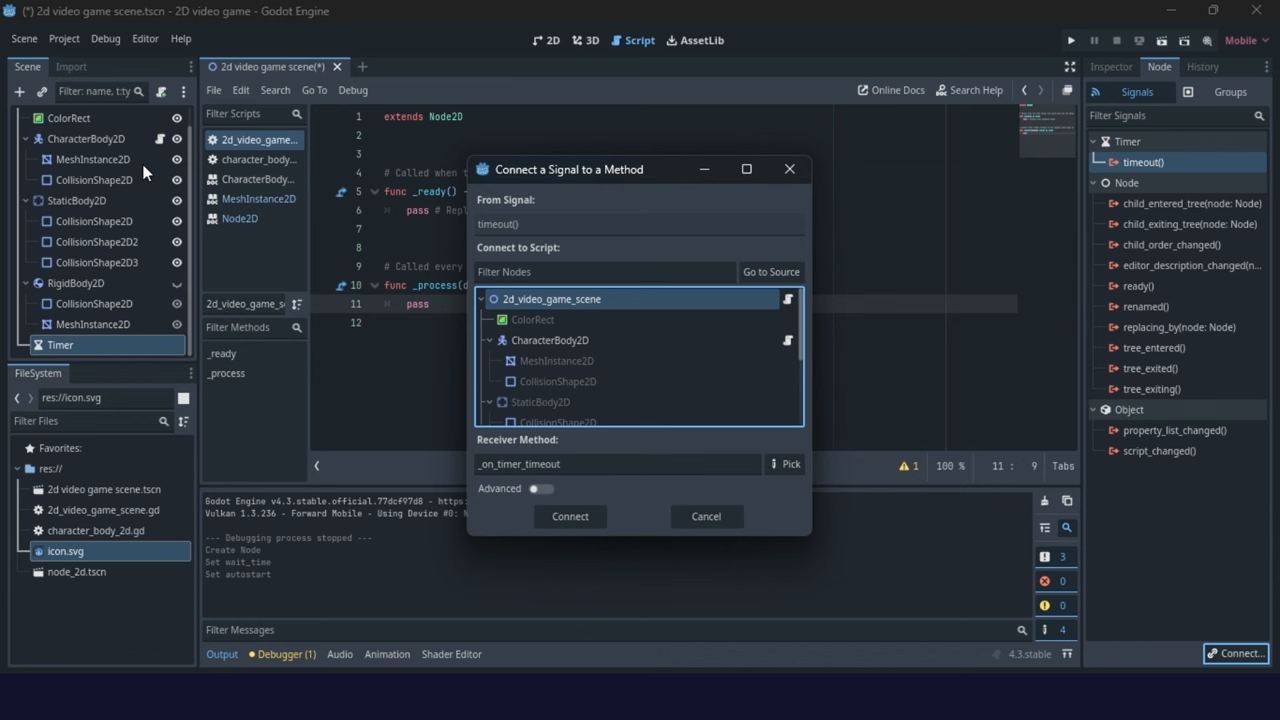 (*) 2d video game scene.tscn - 2D video game - Godot Engine
Scene Project Debug Editor Help
2D 3D Script AssetLib
Mobile
Scene Import
Filter: name, t:ty
ColorRect
CharacterBody2D
MeshInstance2D
CollisionShape2D
StaticBody2D
CollisionShape2D
CollisionShape2D2
CollisionShape2D3
RigidBody2D
CollisionShape2D
MeshInstance2D
Timer
FileSystem
res://icon.svg
Filter Files
Favorites:
res://
2d video game scene.tscn
2d_video_game_scene.gd
character_body_2d.gd
icon.svg
node_2d.tscn
2d video game scene(*)
File Edit Search Go To Debug
Online Docs Search Help
Filter Scripts
2d_video_game...
character_body...
CharacterBody...
MeshInstance2D
Node2D
2d_video_game_s
Filter Methods
_ready
_process
1 extends Node2D
2
3
4 # Called when t
5 func _ready() -
6 pass # Repl
7
8
9 # Called every
10 func _process(d
11 pass
12
1 100 % 11 : 9 Tabs
Connect a Signal to a Method
From Signal:
timeout()
Connect to Script:
Filter Nodes Go to Source
2d_video_game_scene
ColorRect
CharacterBody2D
MeshInstance2D
CollisionShape2D
StaticBody2D
CollisionShape2D
Receiver Method:
_on_timer_timeout Pick
Advanced
Connect Cancel
Godot Engine v4.3.stable.official.77dcf97d8 - https:
Vulkan 1.3.236 - Forward Mobile - Using Device #0:
--- Debugging process stopped ---
Create Node
Set wait_time
Set autostart
3
0
0
4
Filter Messages
Output Debugger (1) Audio Animation Shader Editor
4.3.stable
Inspector Node History
Signals Groups
Filter Signals
Timer
timeout()
Node
child_entered_tree(node: Node)
child_exiting_tree(node: Node)
child_order_changed()
editor_description_changed(n...
ready()
renamed()
replacing_by(node: Node)
tree_entered()
tree_exited()
tree_exiting()
Object
property_list_changed()
script_changed()
Connect...